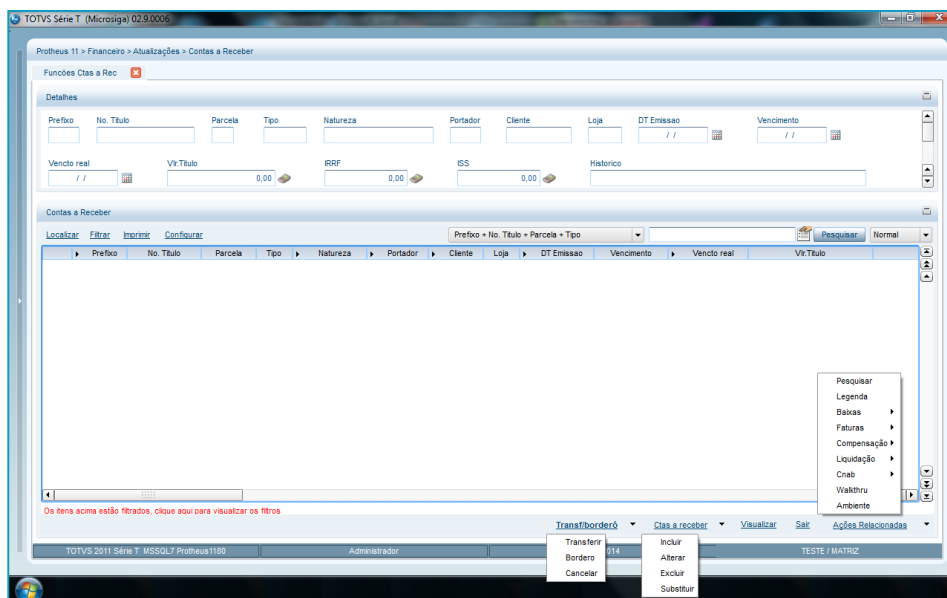 TOTVS Série T (Microsiga) 02.9.0006
Protheus 11 > Financeiro > Atualizações > Contas a Receber
Funcões Ctas a Rec
Detalhes
Prefixo No. Titulo Parcela Tipo Natureza Portador Cliente Loja DT Emissao Vencimento
/ / / /
Vencto real Vlr.Titulo IRRF ISS Historico
/ / 0,00 0,00 0,00
Contas a Receber
Localizar Filtrar Imprimir Configurar Prefixo + No. Titulo + Parcela + Tipo Pesquisar Normal
Prefixo No. Titulo Parcela Tipo Natureza Portador Cliente Loja DT Emissao Vencimento Vencto real Vlr.Titulo
Pesquisar
Legenda
Baixas
Faturas
Compensação
Liquidação
Cnab
Walkthru
Ambiente
Os itens acima estão filtrados, clique aqui para visualizar os filtros
Transf/borderô Ctas a receber Visualizar Sair Ações Relacionadas
Transferir
Bordero
Cancelar
Incluir
Alterar
Excluir
Substituir
TOTVS 2011 Série T MSSQL7 Protheus1180 Administrador 014 TESTE / MATRIZ